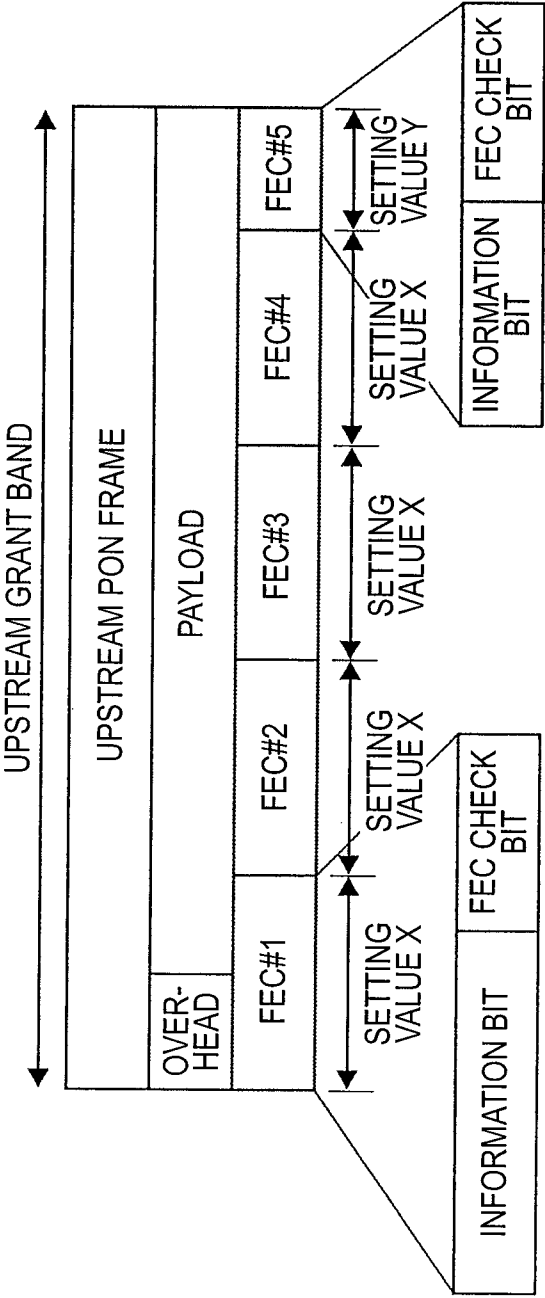 UPSTREAM GRANT BAND
UPSTREAM PON FRAME
OVER-
HEAD
PAYLOAD
FEC#1
FEC#2
FEC#3
FEC#4
FEC#5
SETTING
VALUE X
SETTING
VALUE X
SETTING
VALUE X
SETTING
VALUE X
SETTING
VALUE Y
INFORMATION BIT
FEC CHECK
BIT
INFORMATION
BIT
FEC CHECK
BIT